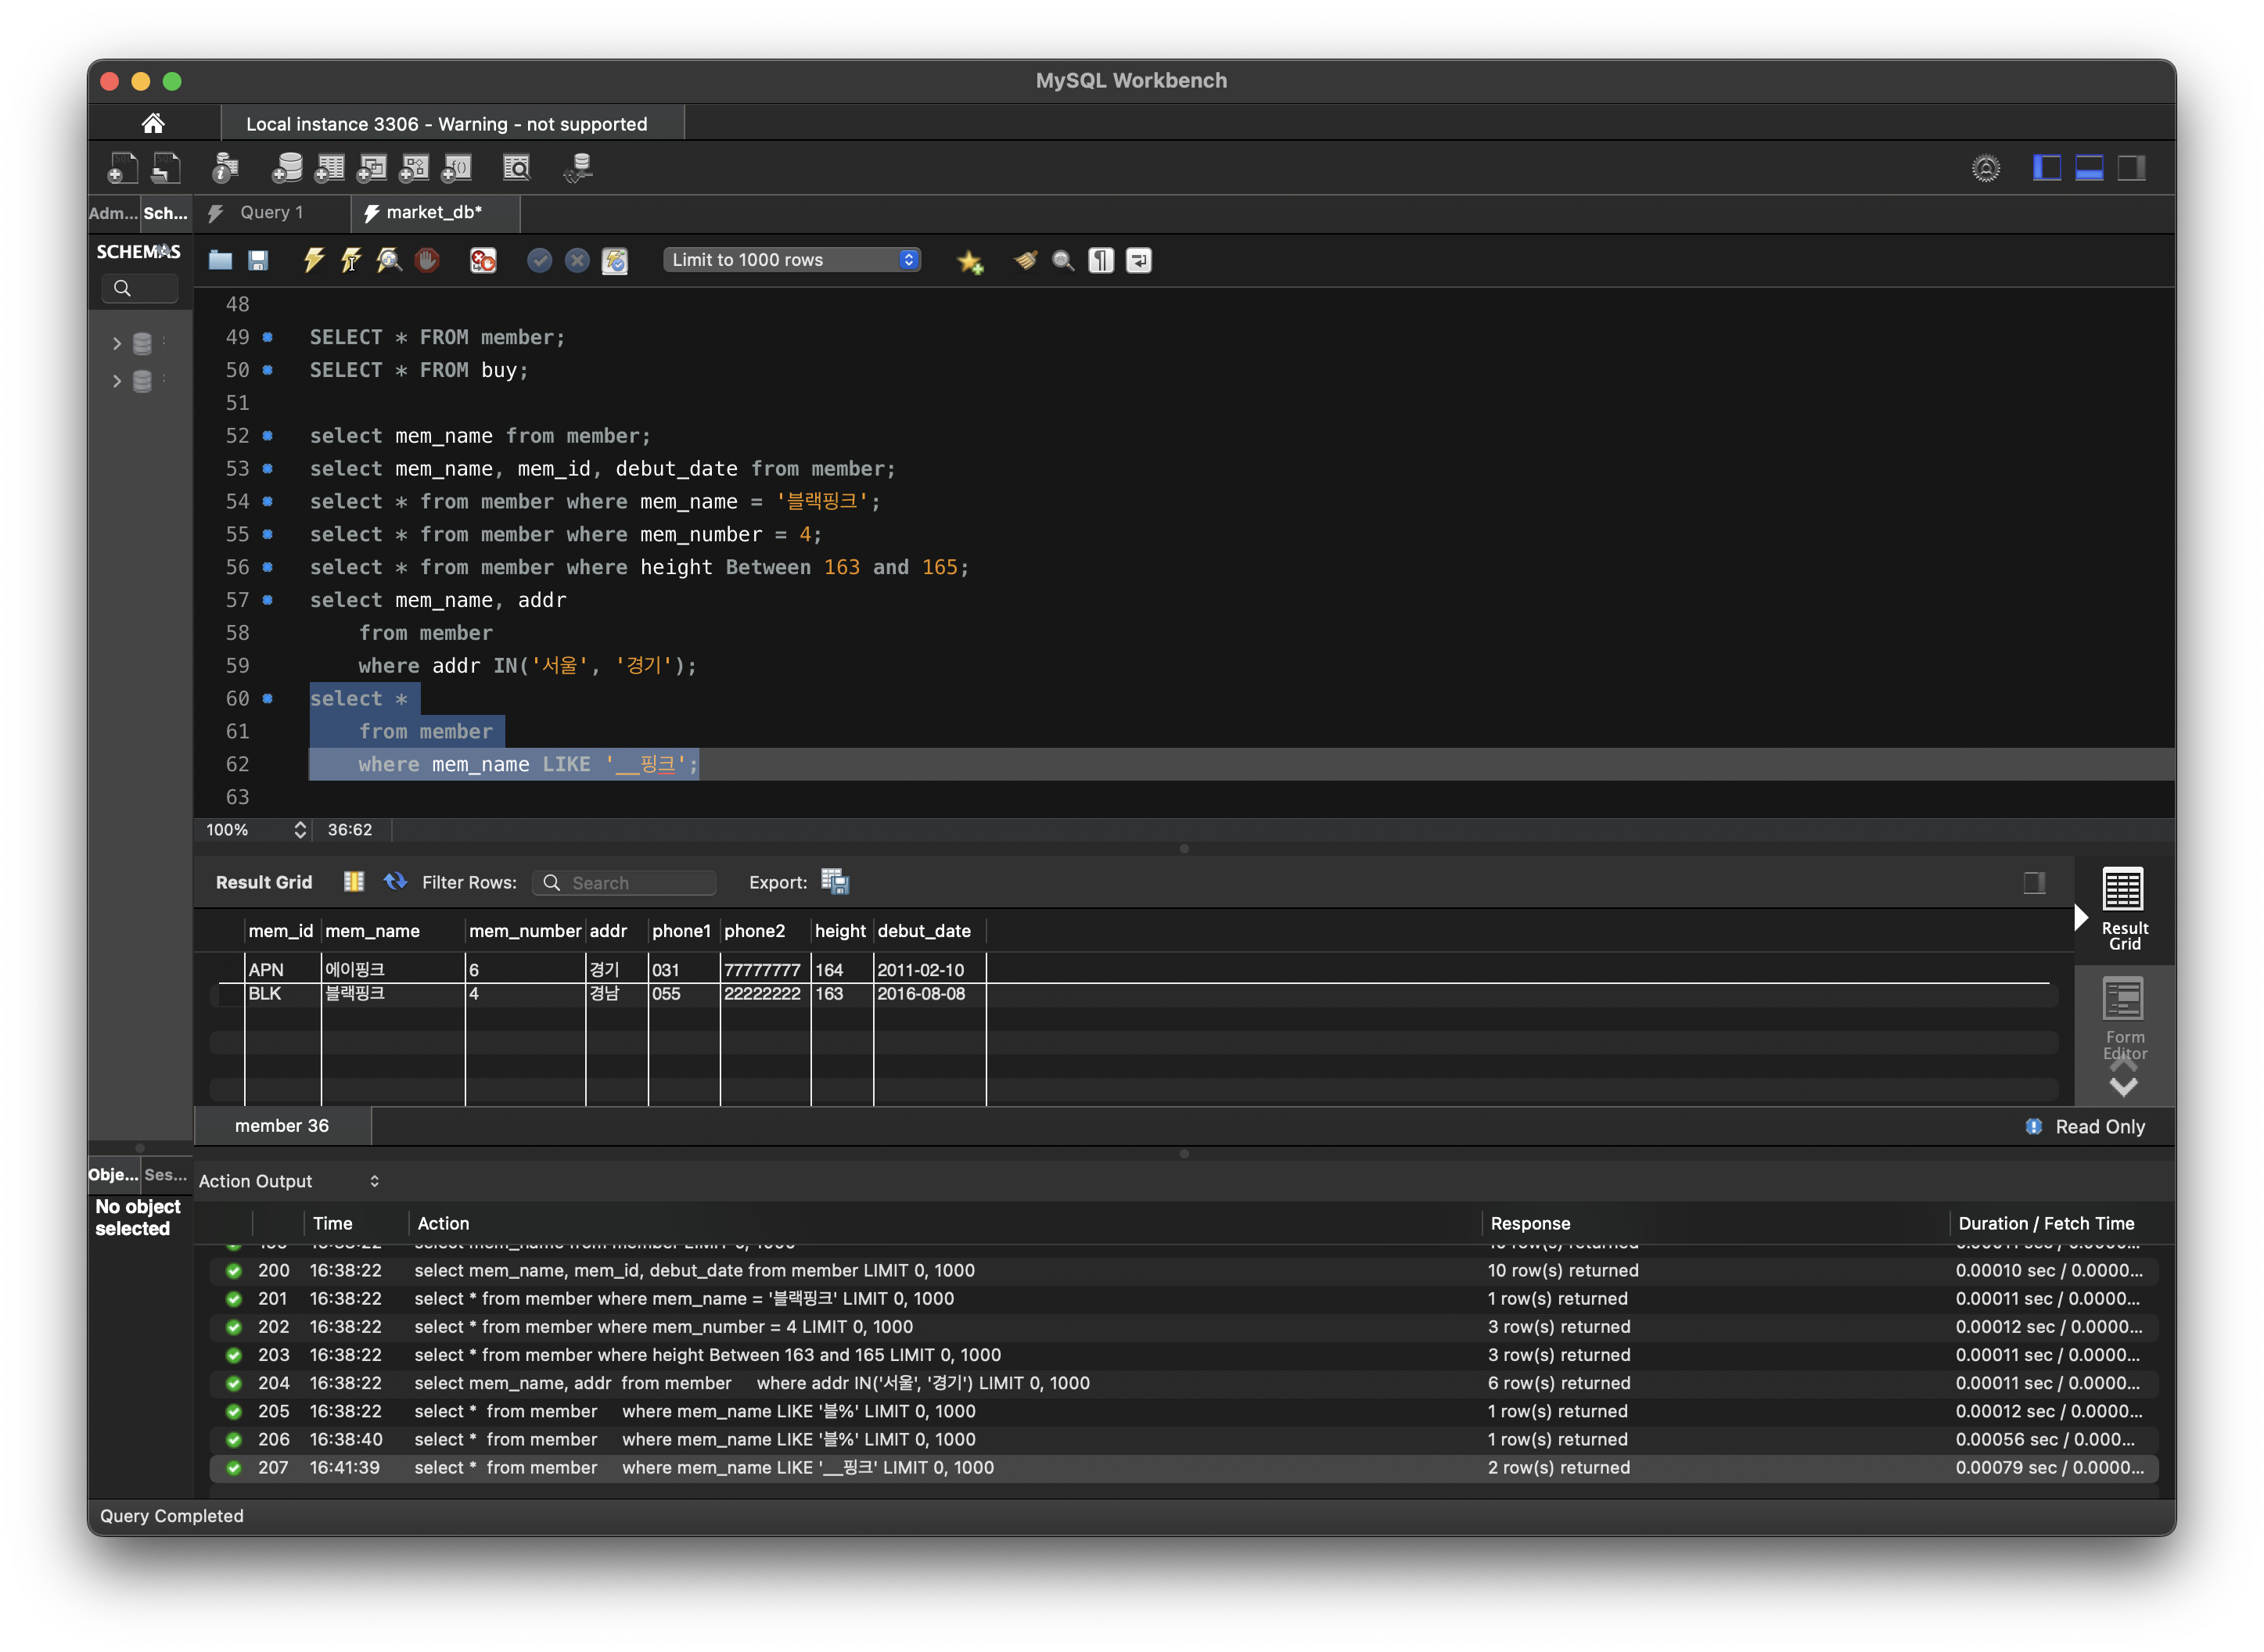 MySQL Workbench
Local instance 3306 - Warning - not supported
Adm... Sch... Query 1 market_db*
SCHEMAS
Limit to 1000 rows
48
49 SELECT * FROM member;
50 SELECT * FROM buy;
51
52 select mem_name from member;
53 select mem_name, mem_id, debut_date from member;
54 select * from member where mem_name = '블랙핑크';
55 select * from member where mem_number = 4;
56 select * from member where height Between 163 and 165;
57 select mem_name, addr
58 from member
59 where addr IN('서울', '경기');
60 select *
61 from member
62 where mem_name LIKE '__핑크';
63
100% 36:62
Result Grid Filter Rows: Search Export:
Result Grid
Form Editor
mem_id mem_name mem_number addr phone1 phone2 height debut_date
APN 에이핑크 6 경기 031 77777777 164 2011-02-10
BLK 블랙핑크 4 경남 055 22222222 163 2016-08-08
member 36 Read Only
Obje... Ses... Action Output
No object selected
Time Action Response Duration / Fetch Time
200 16:38:22 select mem_name, mem_id, debut_date from member LIMIT 0, 1000 10 row(s) returned 0.00010 sec / 0.0000...
201 16:38:22 select * from member where mem_name = '블랙핑크' LIMIT 0, 1000 1 row(s) returned 0.00011 sec / 0.0000...
202 16:38:22 select * from member where mem_number = 4 LIMIT 0, 1000 3 row(s) returned 0.00012 sec / 0.0000...
203 16:38:22 select * from member where height Between 163 and 165 LIMIT 0, 1000 3 row(s) returned 0.00011 sec / 0.0000...
204 16:38:22 select mem_name, addr from member where addr IN('서울', '경기') LIMIT 0, 1000 6 row(s) returned 0.00011 sec / 0.0000...
205 16:38:22 select * from member where mem_name LIKE '블%' LIMIT 0, 1000 1 row(s) returned 0.00012 sec / 0.0000...
206 16:38:40 select * from member where mem_name LIKE '블%' LIMIT 0, 1000 1 row(s) returned 0.00056 sec / 0.000...
207 16:41:39 select * from member where mem_name LIKE '__핑크' LIMIT 0, 1000 2 row(s) returned 0.00079 sec / 0.0000...
Query Completed